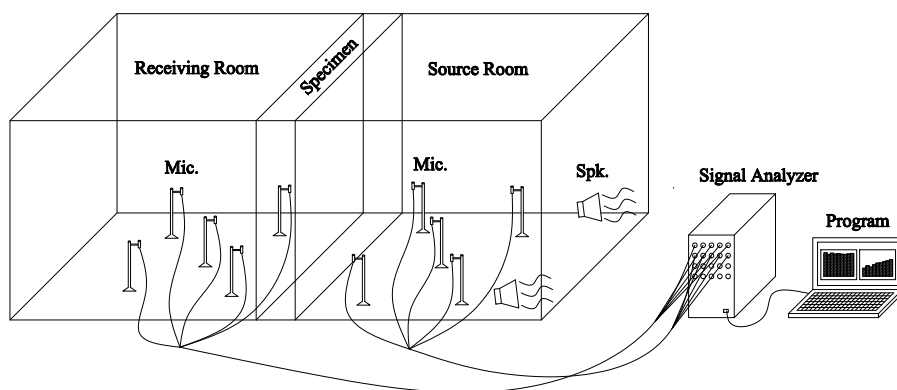 Receiving Room
Specimen
Source Room
Mic.
Mic.
Spk.
Signal Analyzer
Program